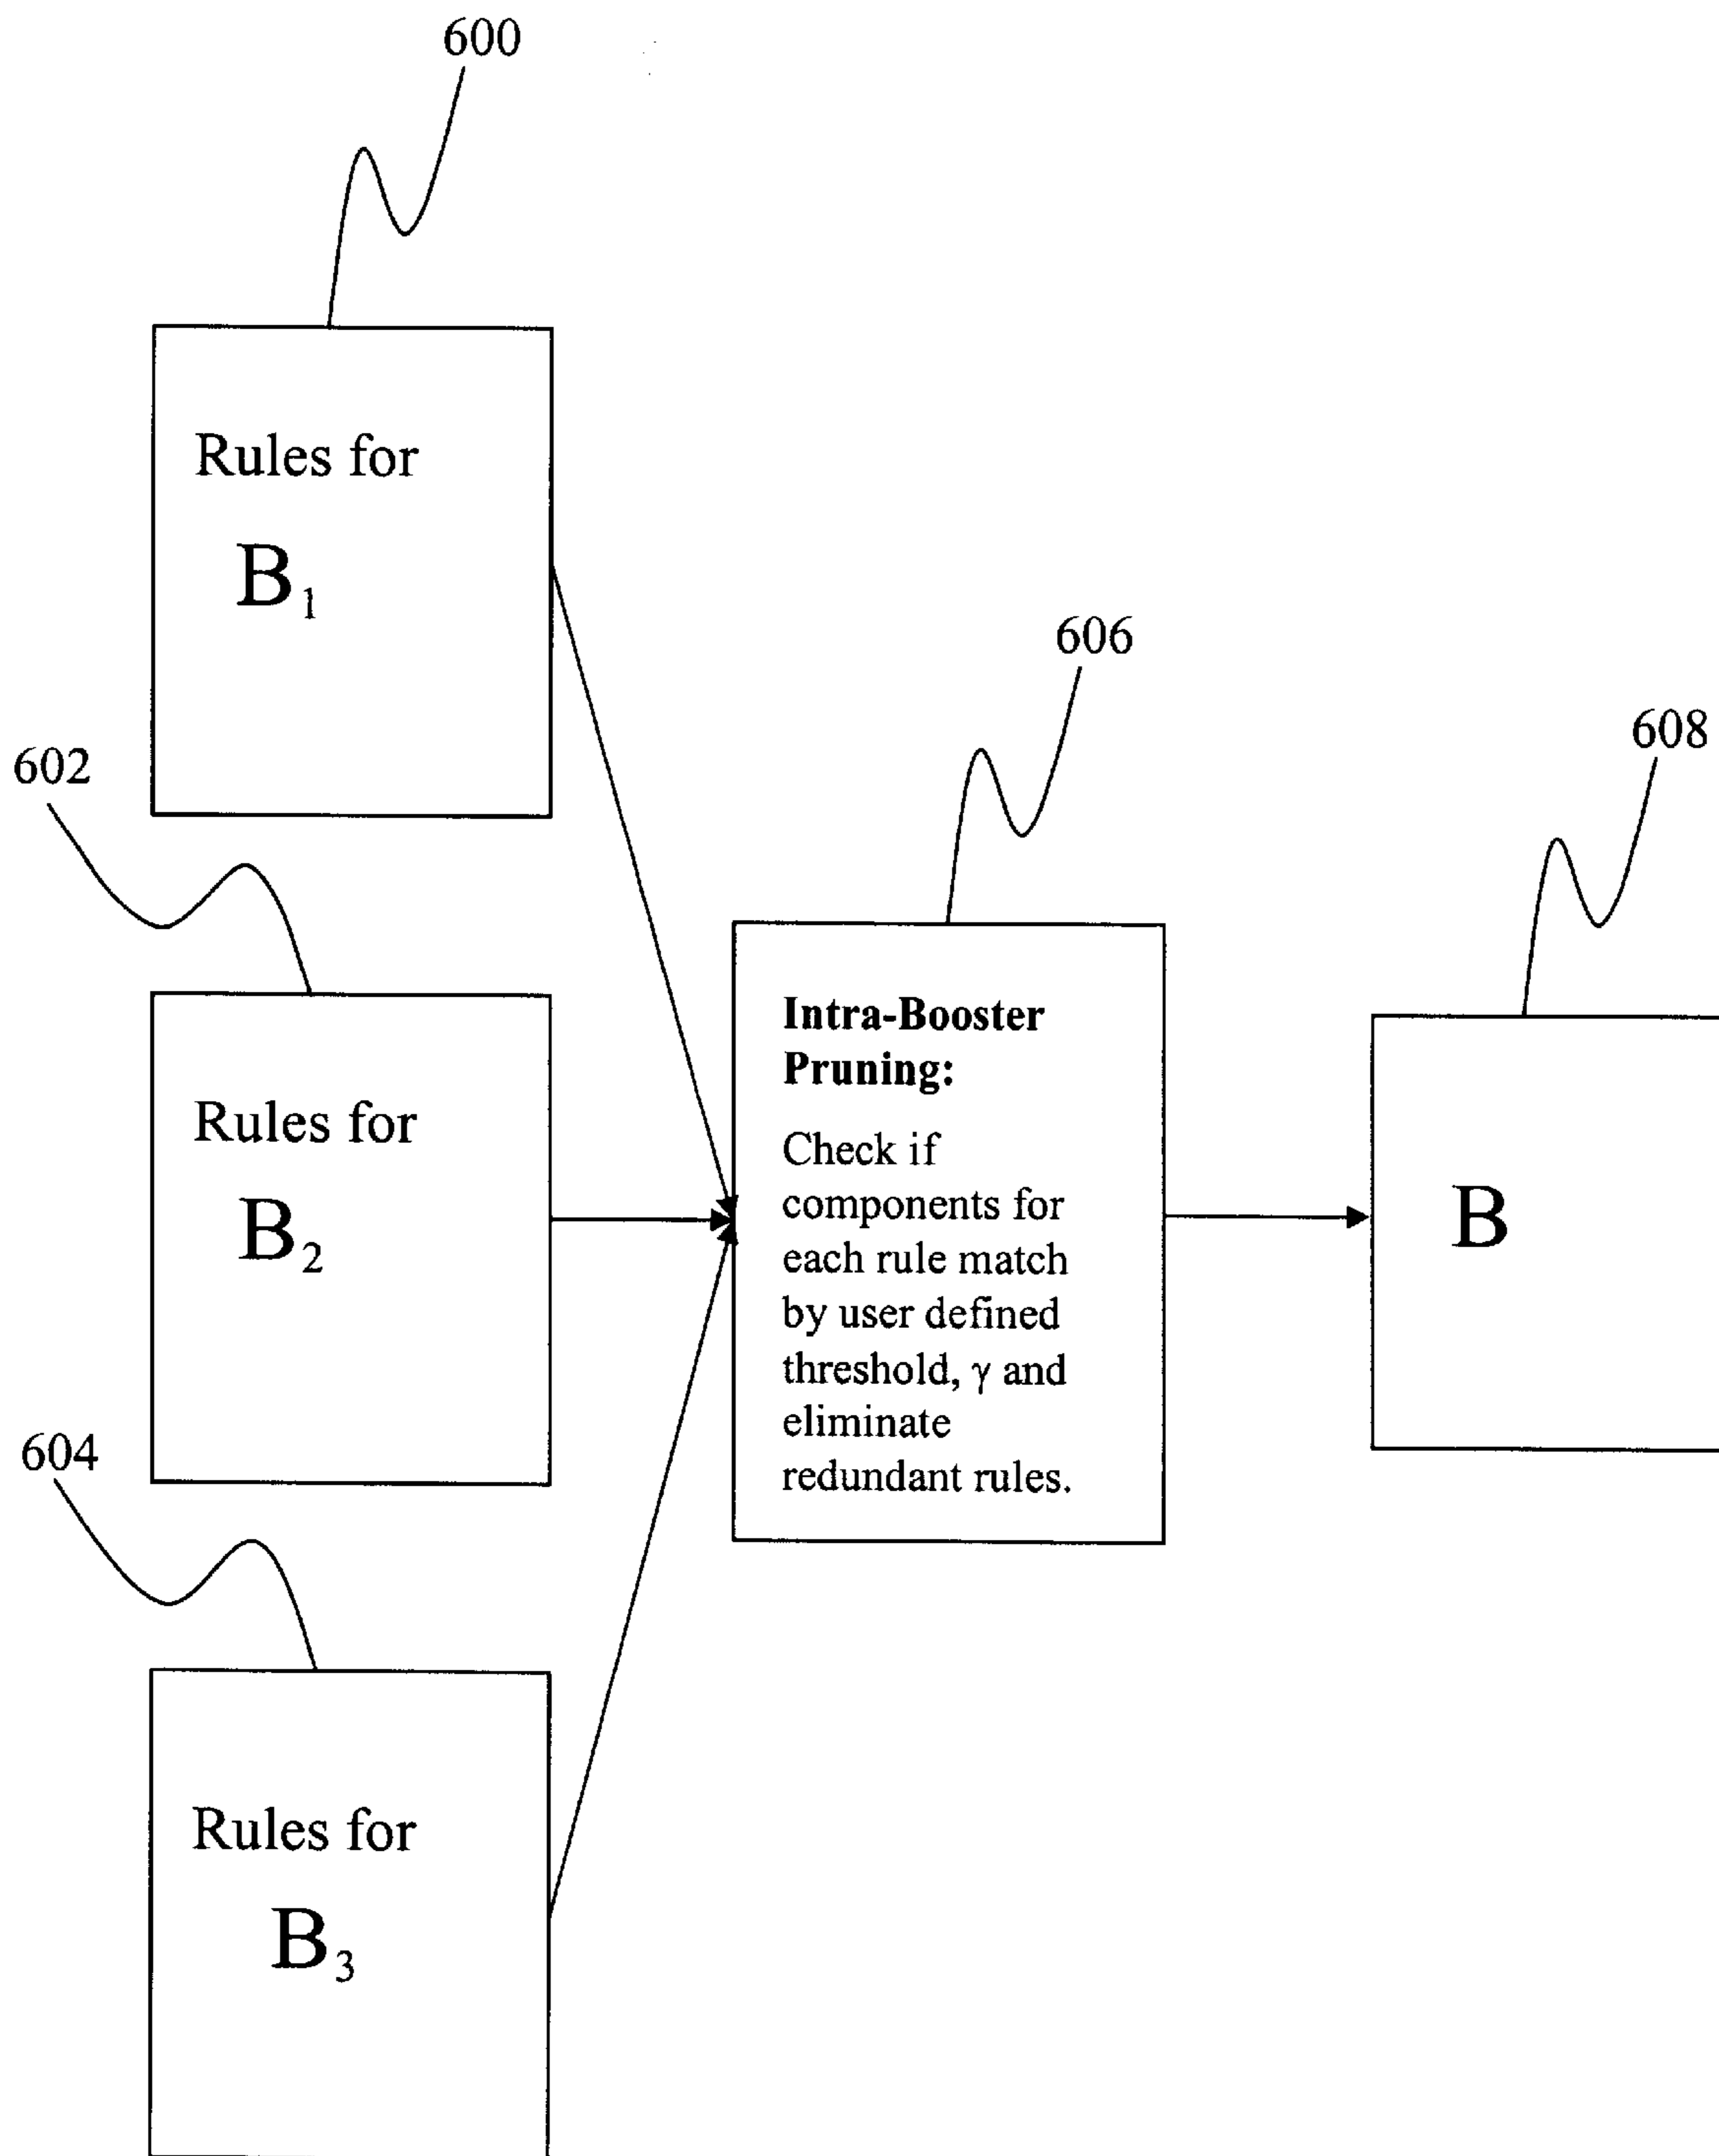 600
Rules for
B₁
606
608
602
Intra-Booster
Pruning:
Check if
components for
each rule match
by user defined
threshold, γ and
eliminate
redundant rules.
Rules for
B₂
B
604
Rules for
B₃